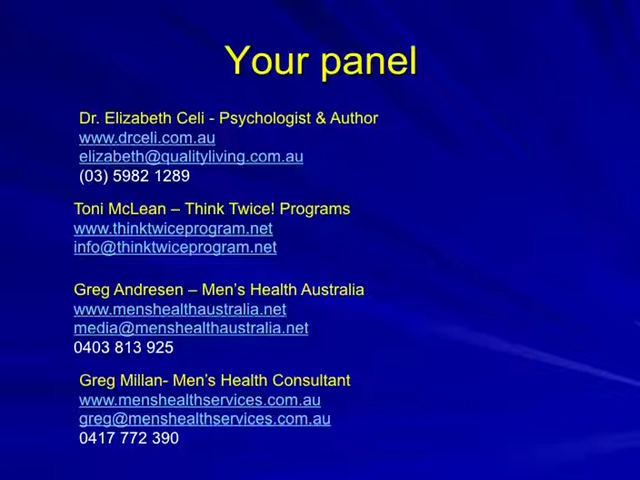 Your panel
Dr. Elizabeth Celi - Psychologist & Author
www.drceli.com.au
elizabeth@qualityliving.com.au
(03) 5982 1289
Toni McLean – Think Twice! Programs
www.thinktwiceprogram.net
info@thinktwiceprogram.net
Greg Andresen – Men's Health Australia
www.menshealthaustralia.net
media@menshealthaustralia.net
0403 813 925
Greg Millan- Men's Health Consultant
www.menshealthservices.com.au
greg@menshealthservices.com.au
0417 772 390